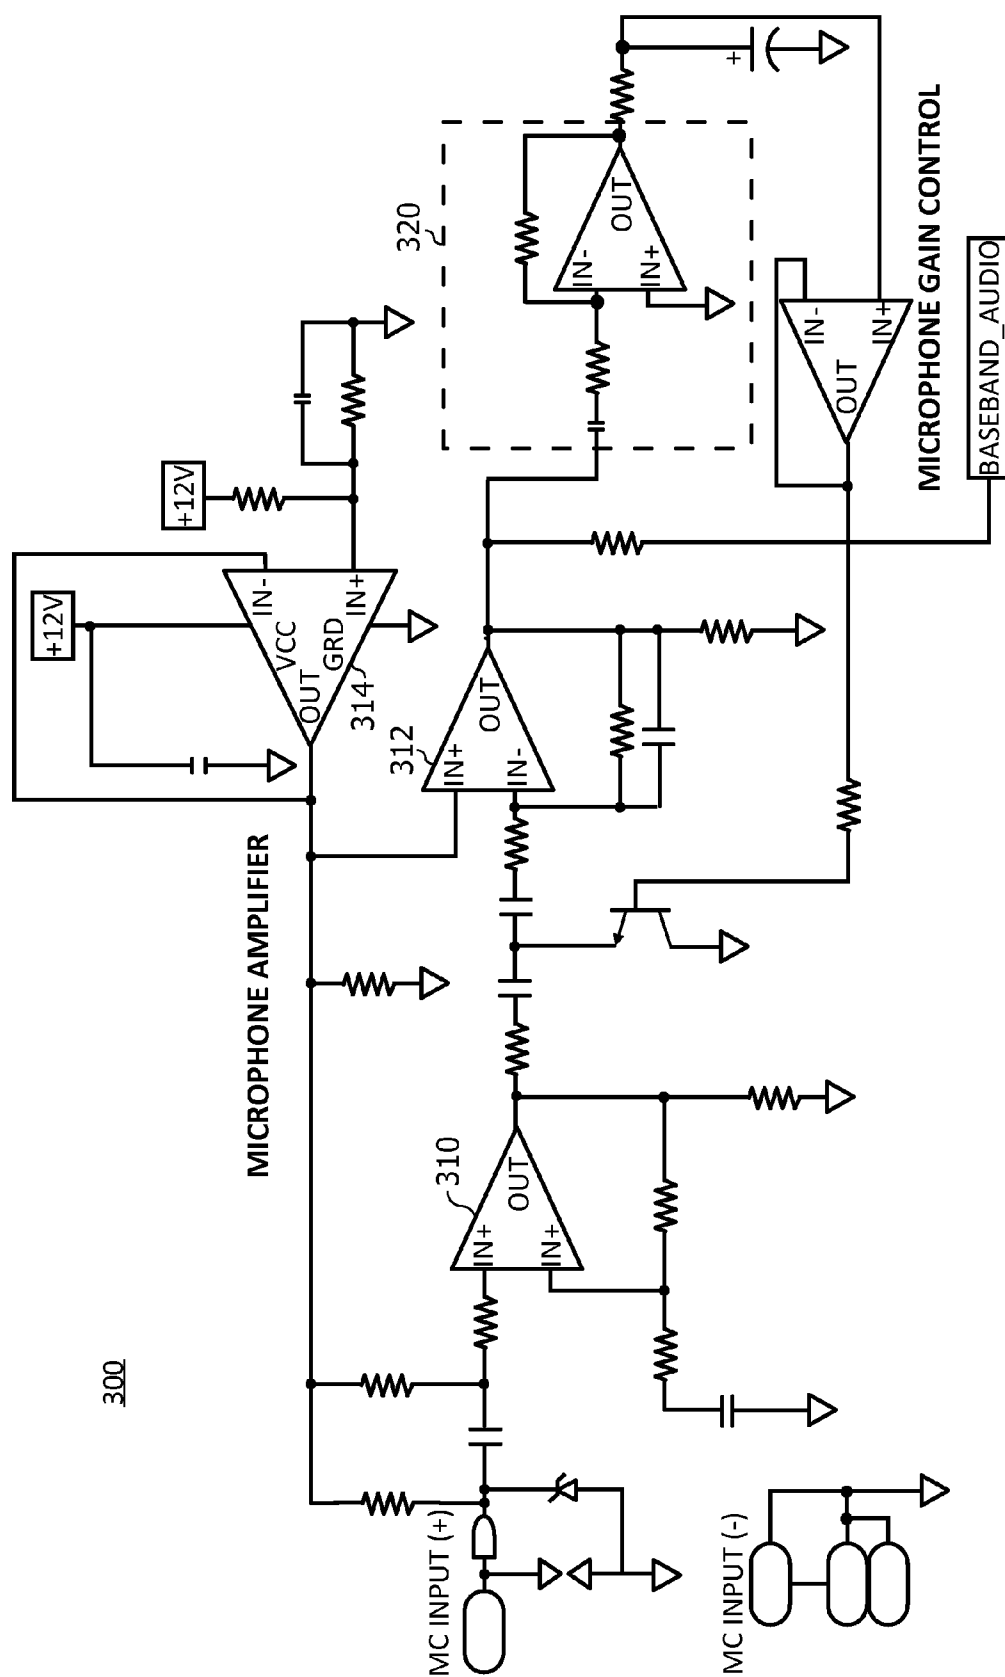 300
MICROPHONE AMPLIFIER
+12V
+12V
IN-
VCC
OUT
GRD
IN+
314
312
IN+
OUT
IN-
320
IN-
OUT
IN+
310
IN+
OUT
IN+
MC INPUT (+)
MC INPUT (-)
IN-
OUT
IN+
MICROPHONE GAIN CONTROL
BASEBAND_AUDIO
+